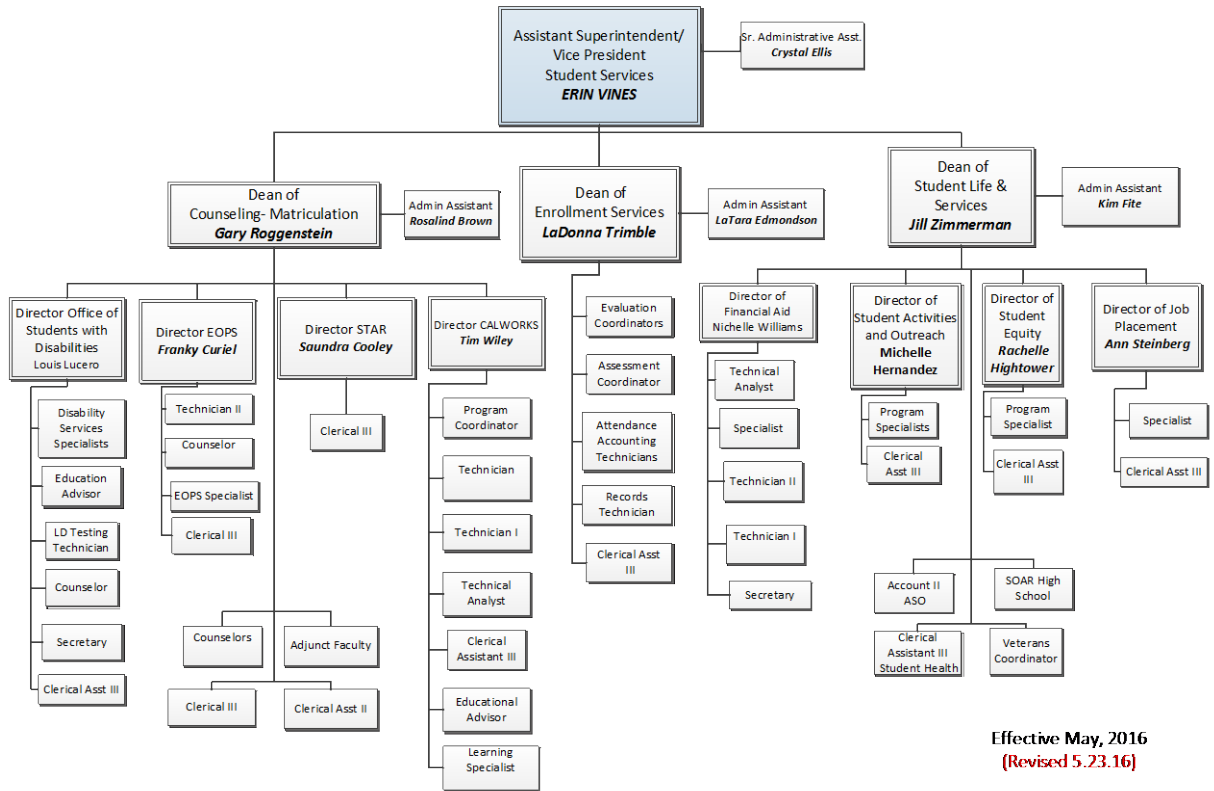 Assistant Superintendent/
Vice President
Student Services
ERIN VINES
Sr. Administrative Asst.
Crystal Ellis
Dean of
Counseling- Matriculation
Gary Roggenstein
Admin Assistant
Rosalind Brown
Dean of
Enrollment Services
LaDonna Trimble
Admin Assistant
LaTara Edmondson
Dean of
Student Life &
Services
Jill Zimmerman
Admin Assistant
Kim Fite
Director Office of
Students with
Disabilities
Louis Lucero
Disability
Services
Specialists
Education
Advisor
LD Testing
Technician
Counselor
Secretary
Clerical Asst III
Director EOPS
Franky Curiel
Technician II
Counselor
EOPS Specialist
Clerical III
Director STAR
Saundra Cooley
Clerical III
Director CALWORKS
Tim Wiley
Program
Coordinator
Technician
Technician I
Technical
Analyst
Clerical
Assistant III
Educational
Advisor
Learning
Specialist
Counselors
Adjunct Faculty
Clerical III
Clerical Asst II
Evaluation
Coordinators
Assessment
Coordinator
Attendance
Accounting
Technicians
Records
Technician
Clerical Asst
III
Director of
Financial Aid
Nichelle Williams
Technical
Analyst
Specialist
Technician II
Technician I
Secretary
Director of
Student Activities
and Outreach
Michelle
Hernandez
Program
Specialists
Clerical
Asst III
Director of
Student
Equity
Rachelle
Hightower
Program
Specialist
Clerical Asst
III
Director of Job
Placement
Ann Steinberg
Specialist
Clerical Asst III
Account II
ASO
SOAR High
School
Clerical
Assistant III
Student Health
Veterans
Coordinator
Effective May, 2016
(Revised 5.23.16)